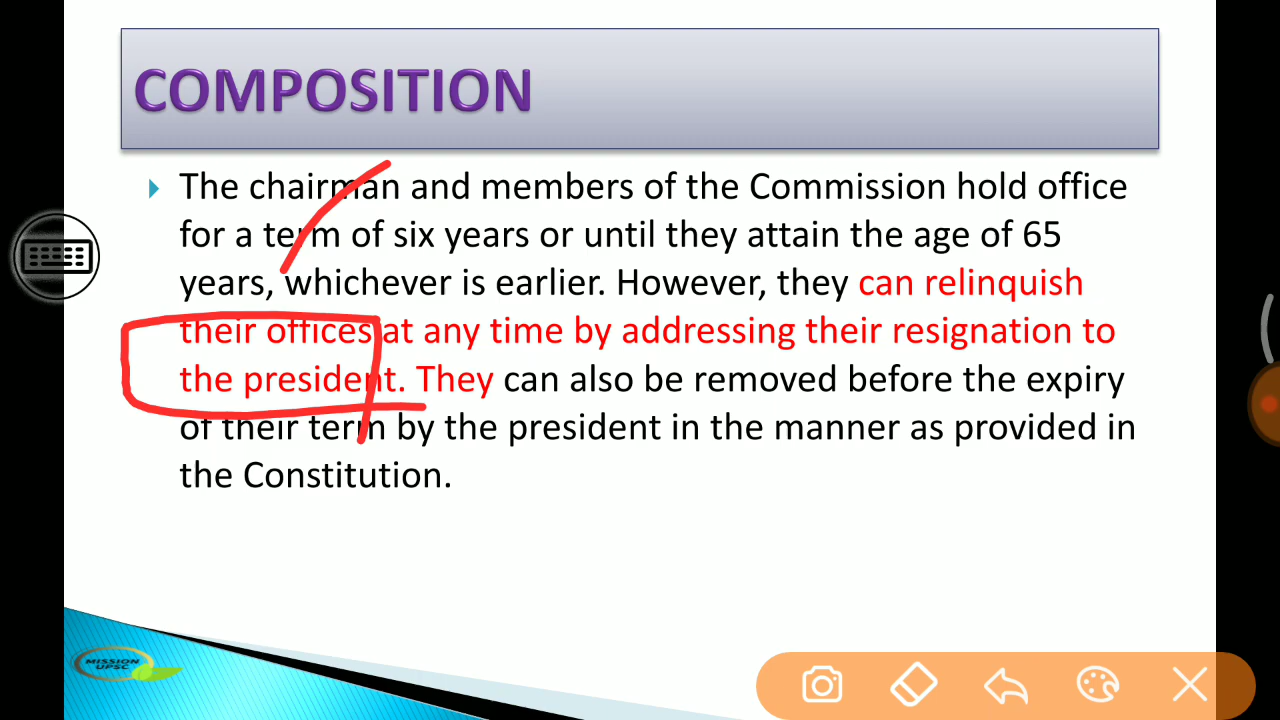 COMPOSITION
The chairman and members of the Commission hold office
for a term of six years or until they attain the age of 65
years, whichever is earlier. However, they can relinquish
their offices at any time by addressing their resignation to
the president. They can also be removed before the expiry
of their term by the president in the manner as provided in
the Constitution.
MISSION
UPSC